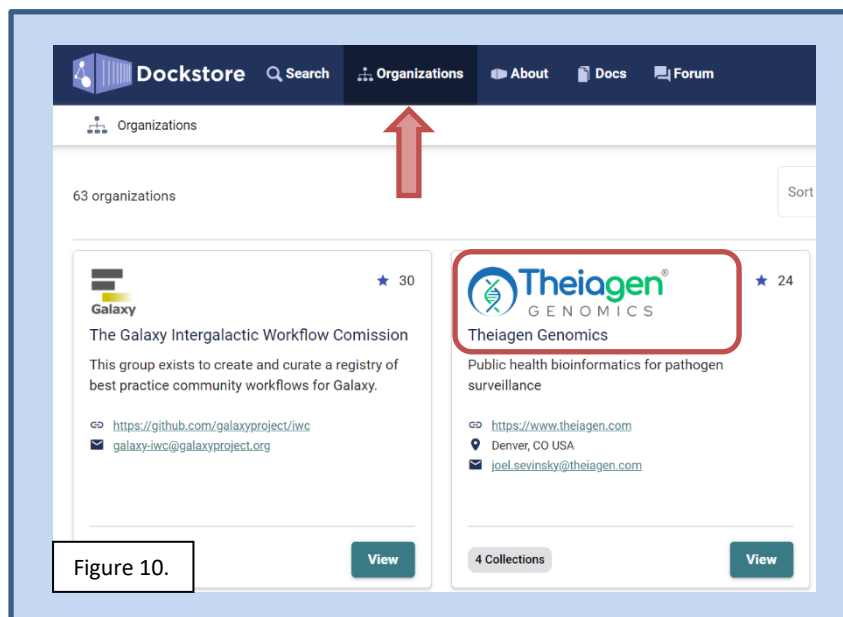 Dockstore Search Organizations About Docs Forum
Organizations
63 organizations
Sort
Galaxy
30
The Galaxy Intergalactic Workflow Comission
This group exists to create and curate a registry of
best practice community workflows for Galaxy.
https://github.com/galaxyproject/iwc
galaxy-iwc@galaxyproject.org
View
Theiagen®
GENOMICS
24
Theiagen Genomics
Public health bioinformatics for pathogen
surveillance
https://www.theiagen.com
Denver, CO USA
joel.sevinsky@theiagen.com
4 Collections
View
Figure 10.